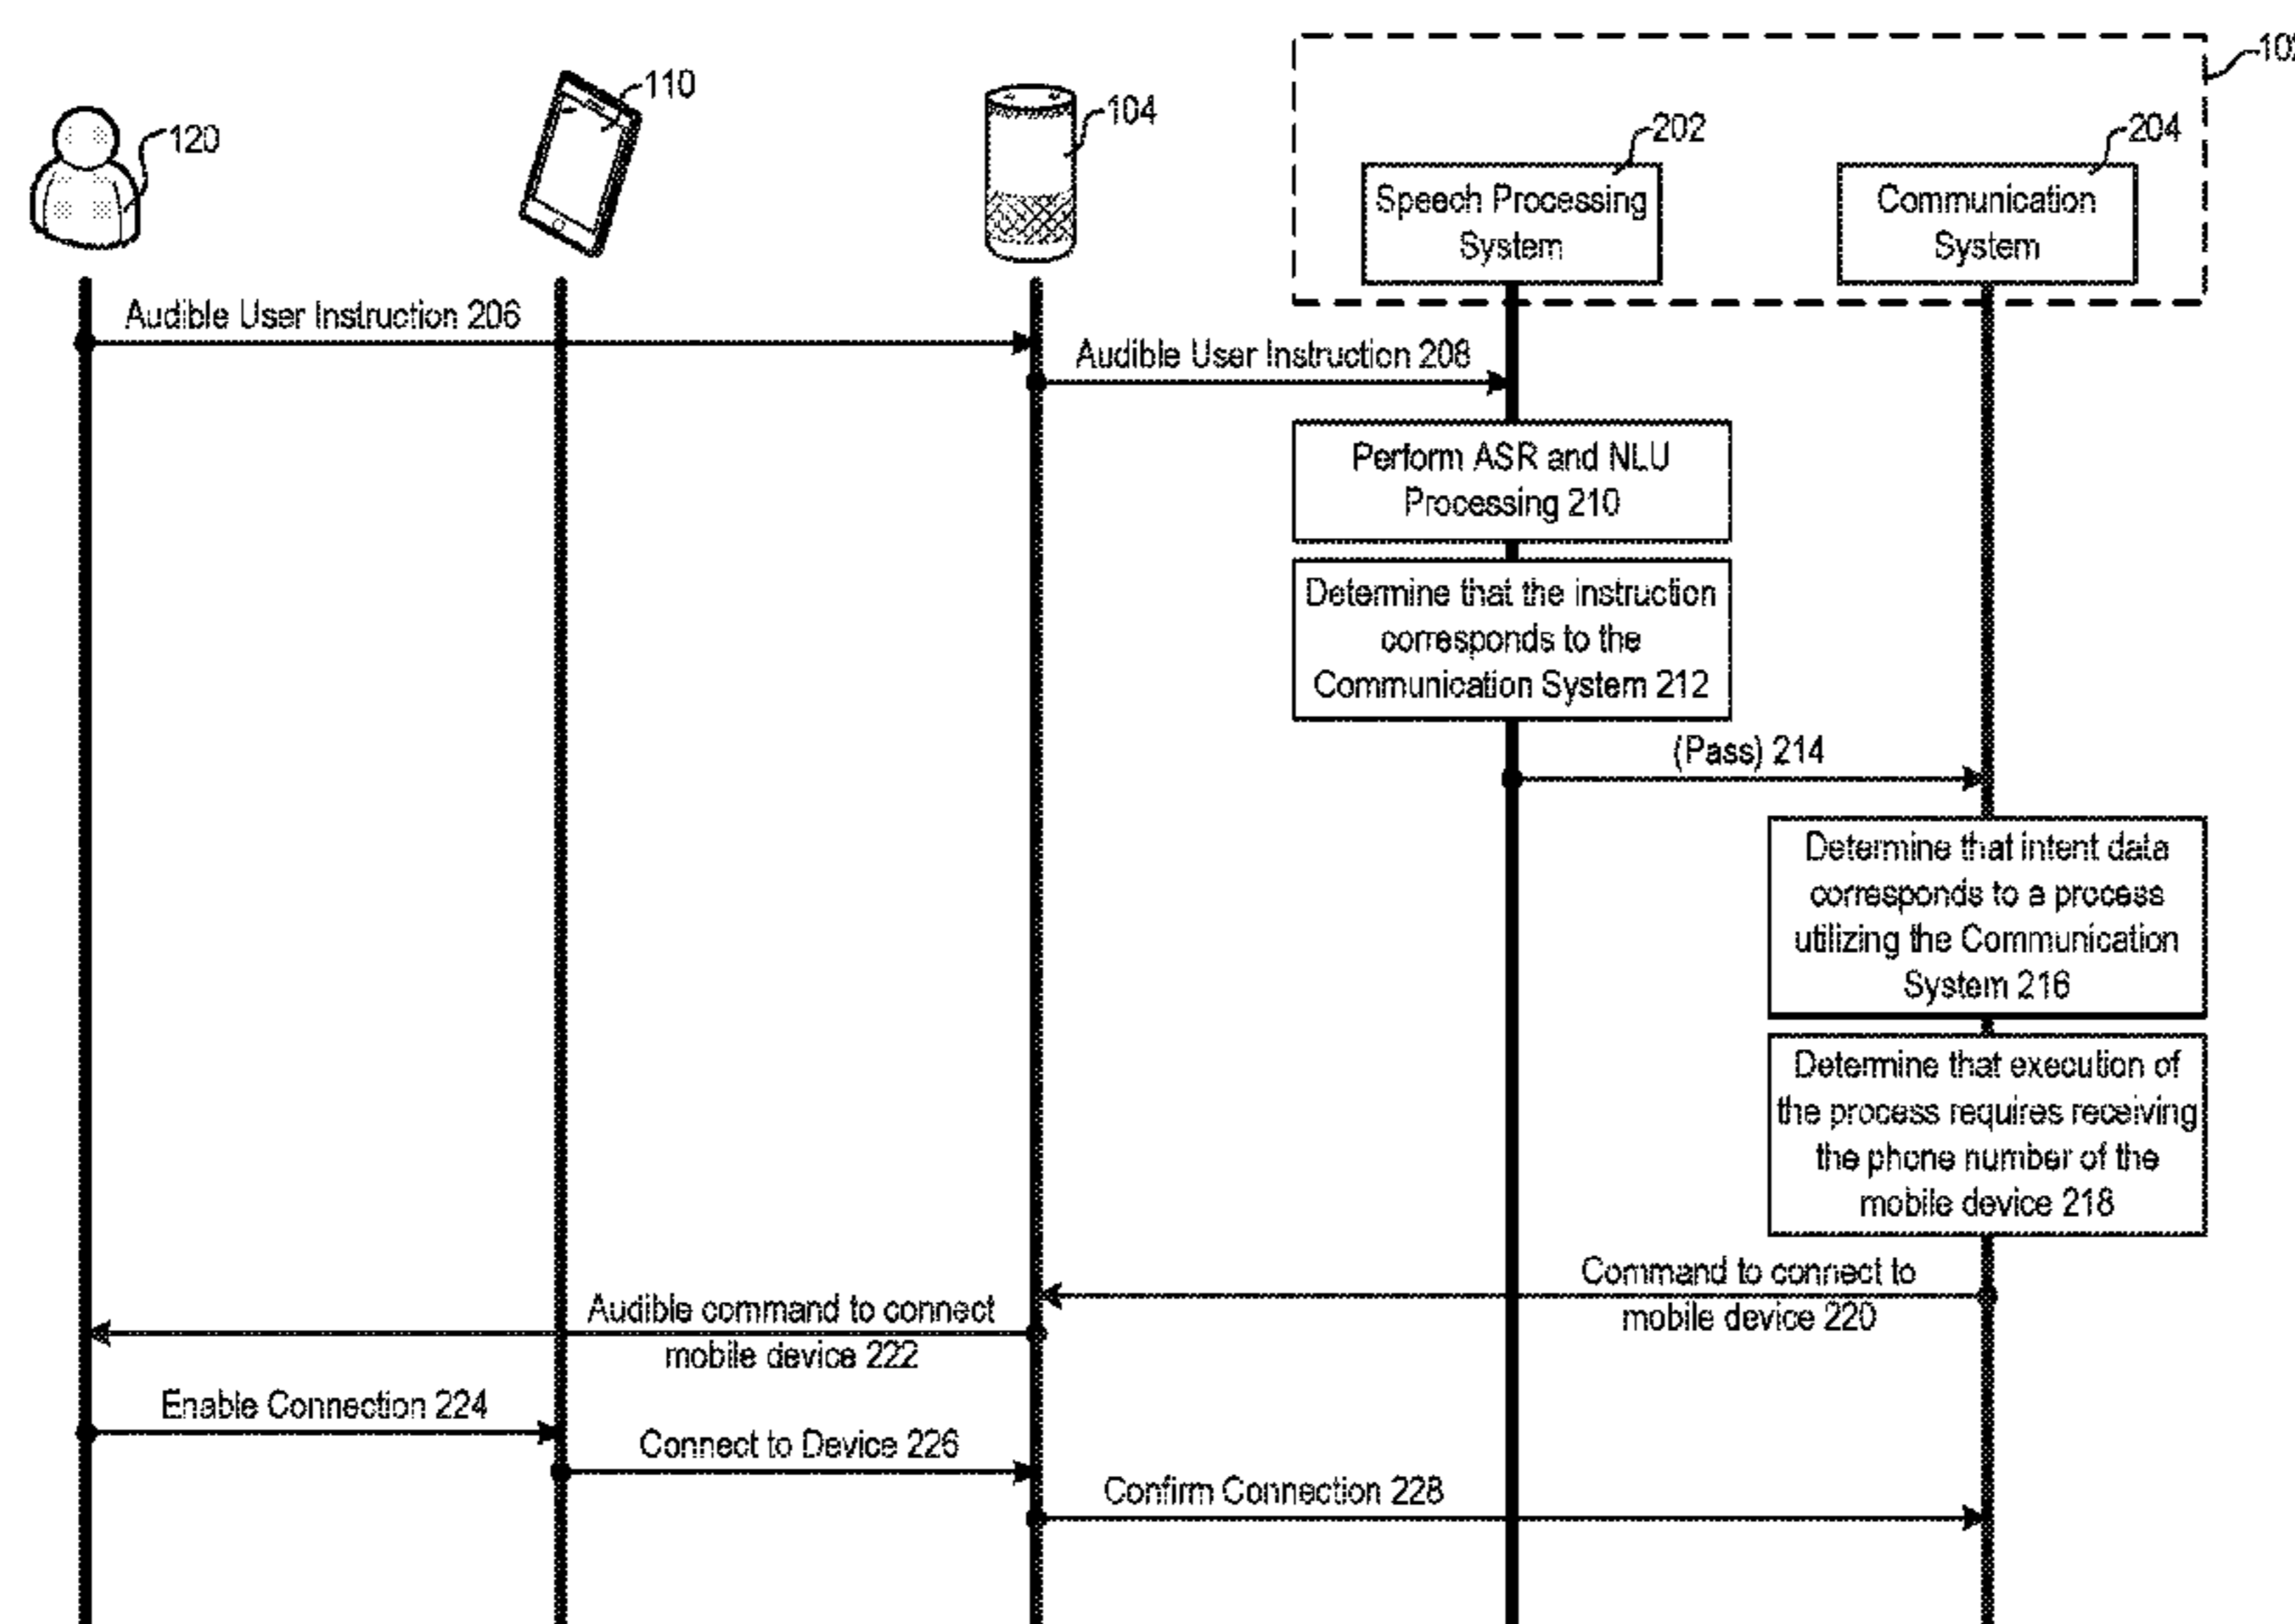 102
110
104
120
202
204
Speech Processing
System
Communication
System
Audible User Instruction 206
Audible User Instruction 208
Perform ASR and NLU
Processing 210
Determine that the instruction
corresponds to the
Communication System 212
(Pass) 214
Determine that intent data
corresponds to a process
utilizing the Communication
System 216
Determine that execution of
the process requires receiving
the phone number of the
mobile device 218
Command to connect to
mobile device 220
Audible command to connect
mobile device 222
Enable Connection 224
Connect to Device 226
Confirm Connection 228